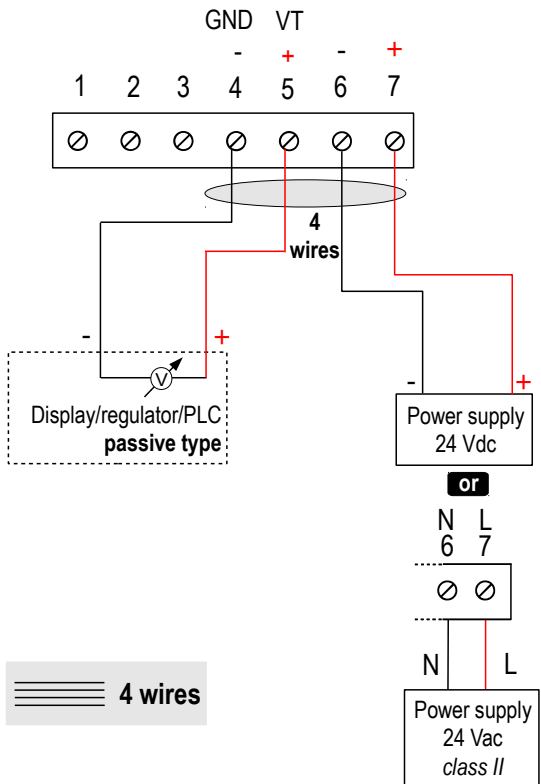 GND VT
- + - +
1 2 3 4 5 6 7
4
wires
- +
V
Display/regulator/PLC
passive type
- +
Power supply
24 Vdc
or
N L
6 7
N L
4 wires
Power supply
24 Vac
class II